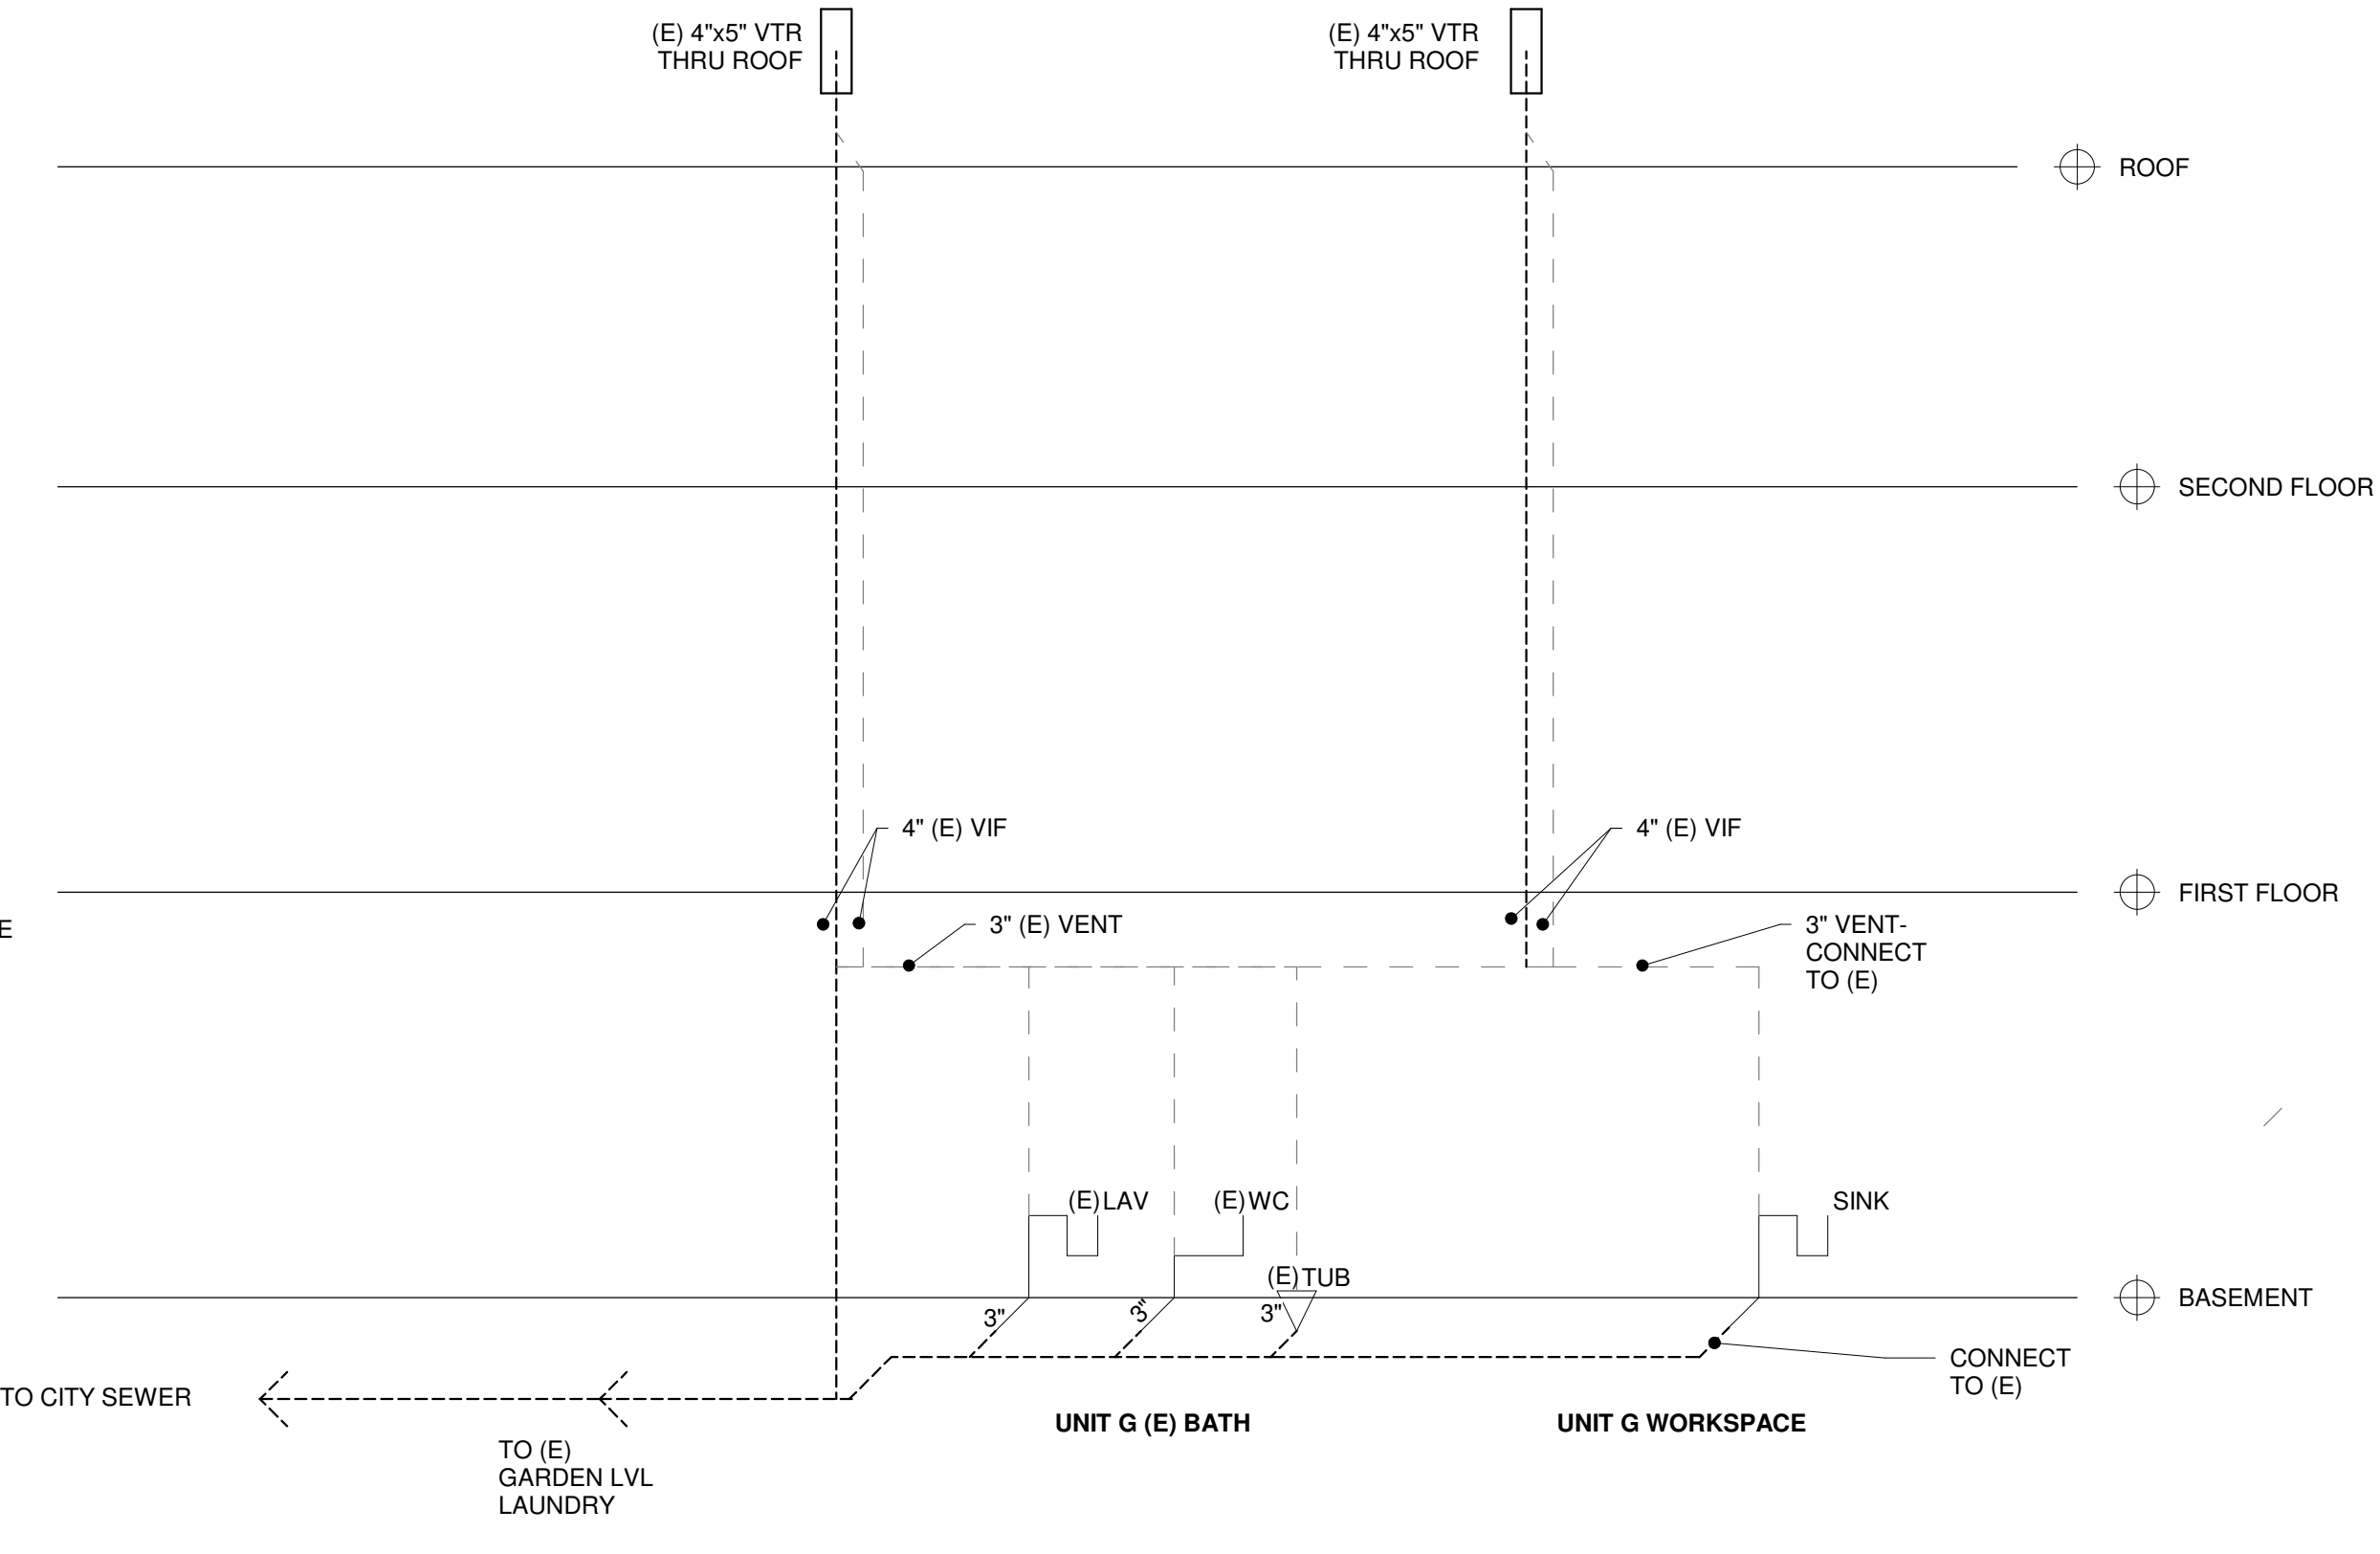 (E) 4"x5" VTR
THRU ROOF
(E) 4"x5" VTR
THRU ROOF
ROOF
SECOND FLOOR
4" (E) VIF
4" (E) VIF
FIRST FLOOR
E
3" (E) VENT
3" VENT-
CONNECT
TO (E)
(E) LAV
(E) WC
SINK
(E) TUB
BASEMENT
3"
3"
3"
CONNECT
TO (E)
TO CITY SEWER
UNIT G (E) BATH
UNIT G WORKSPACE
TO (E)
GARDEN LVL
LAUNDRY